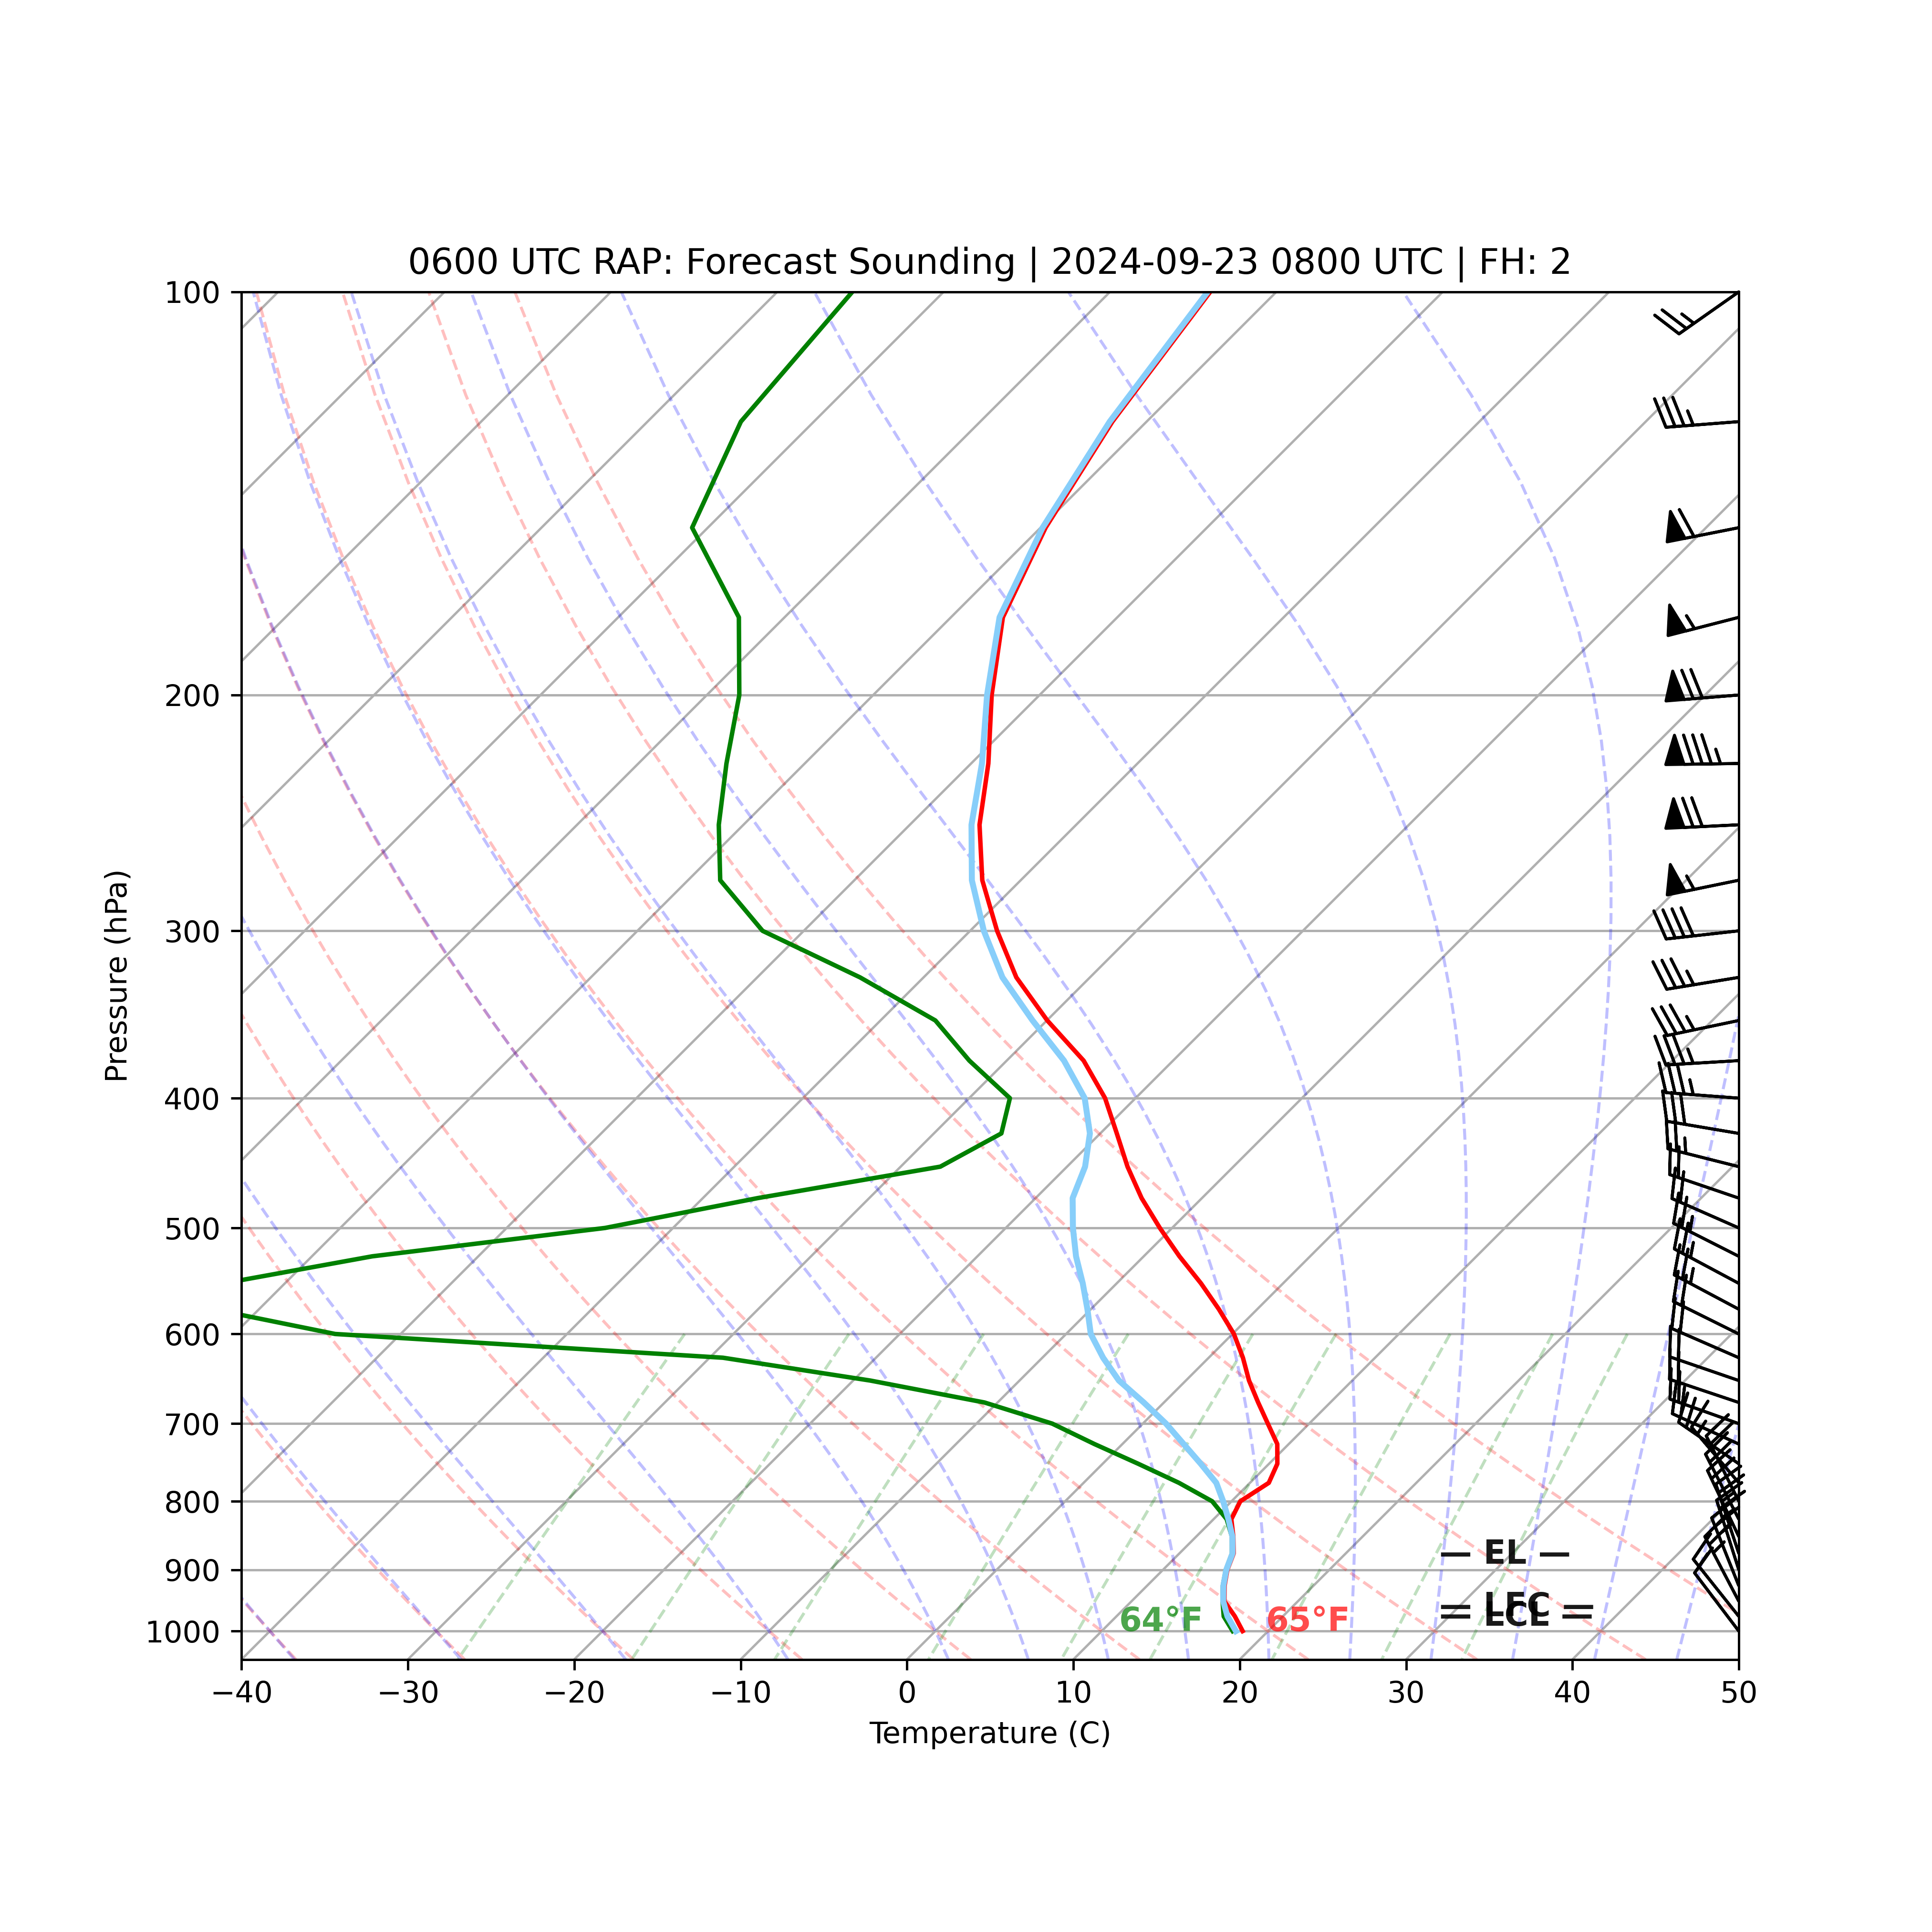 0600 UTC RAP: Forecast Sounding | 2024-09-23 0800 UTC | FH: 2
100
200
300
400
500
600
700
800
900
1000
Pressure (hPa)
— EL —
— LFC —
— LCL —
64°F
65°F
−40 −30 −20 −10 0 10 20 30 40 50
Temperature (C)